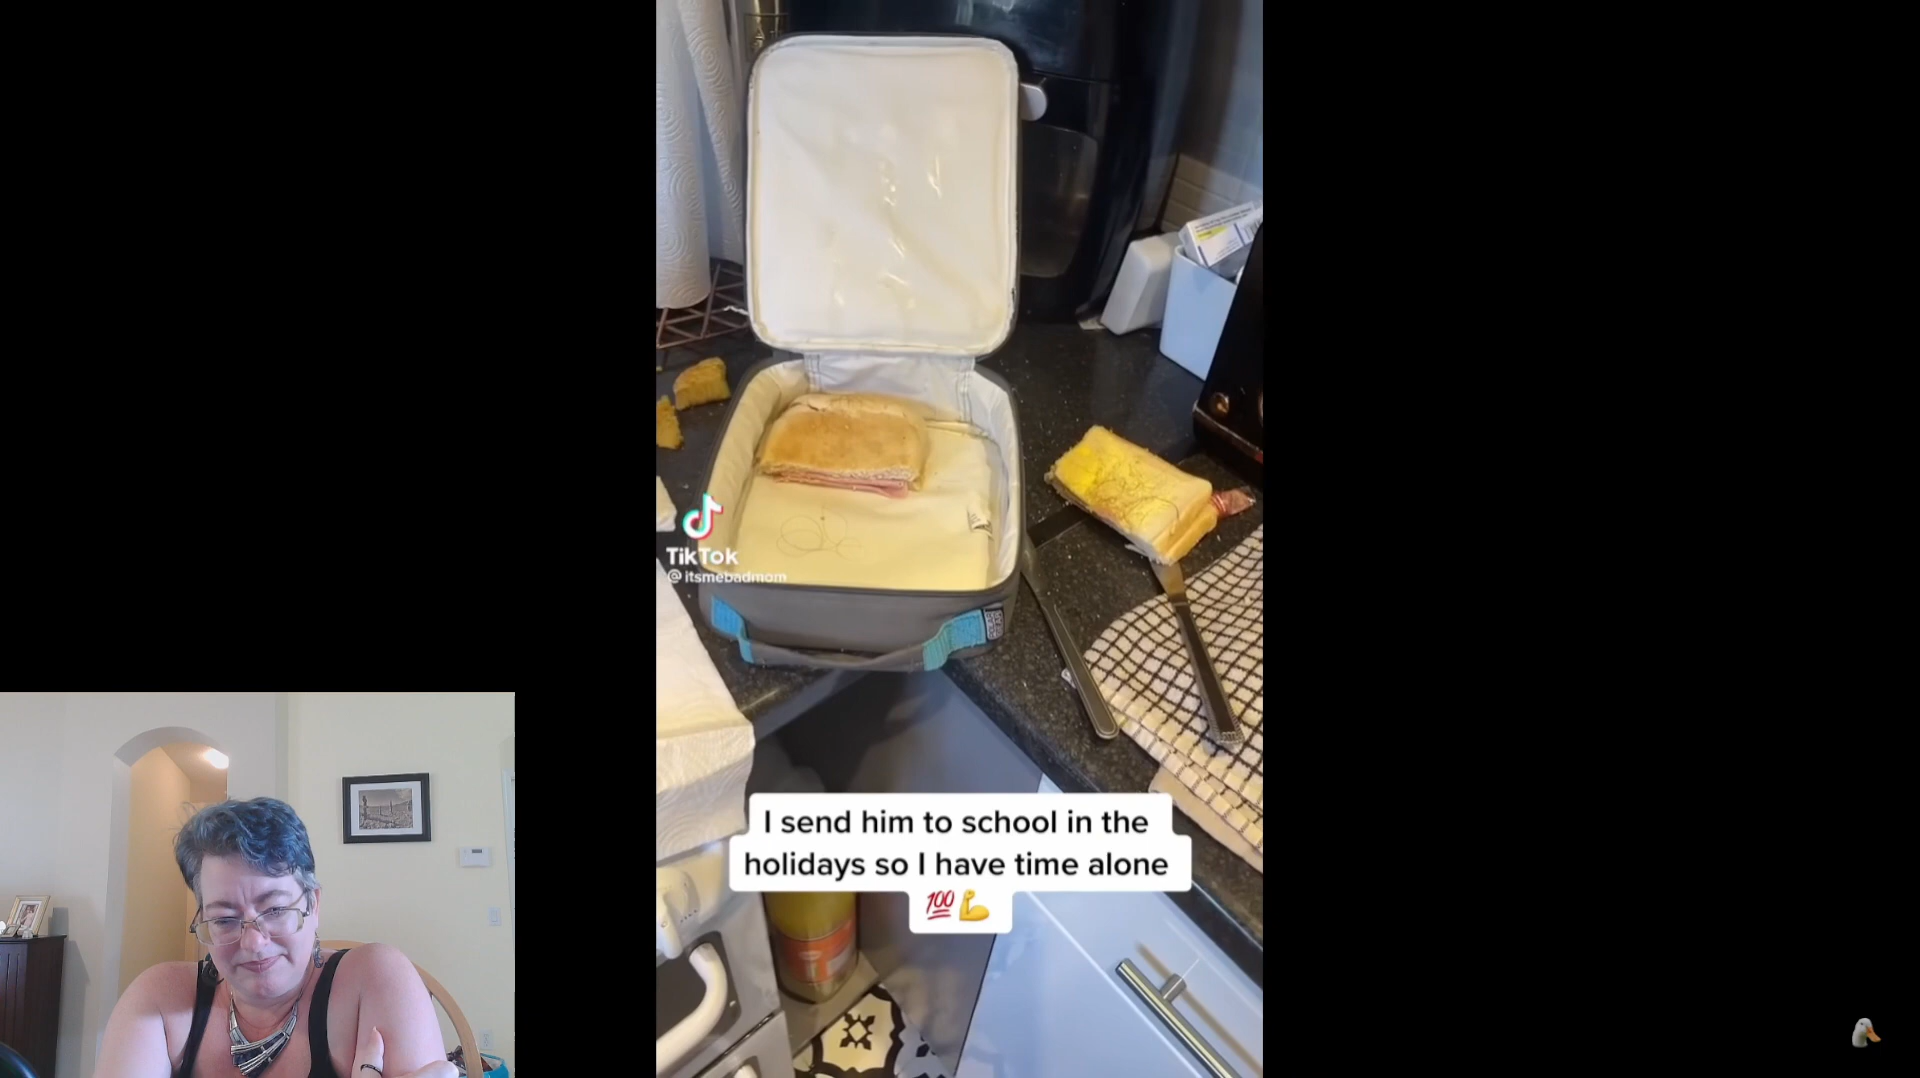 TikTok
@itsmebadmom
I send him to school in the
holidays so I have time alone
💯💪